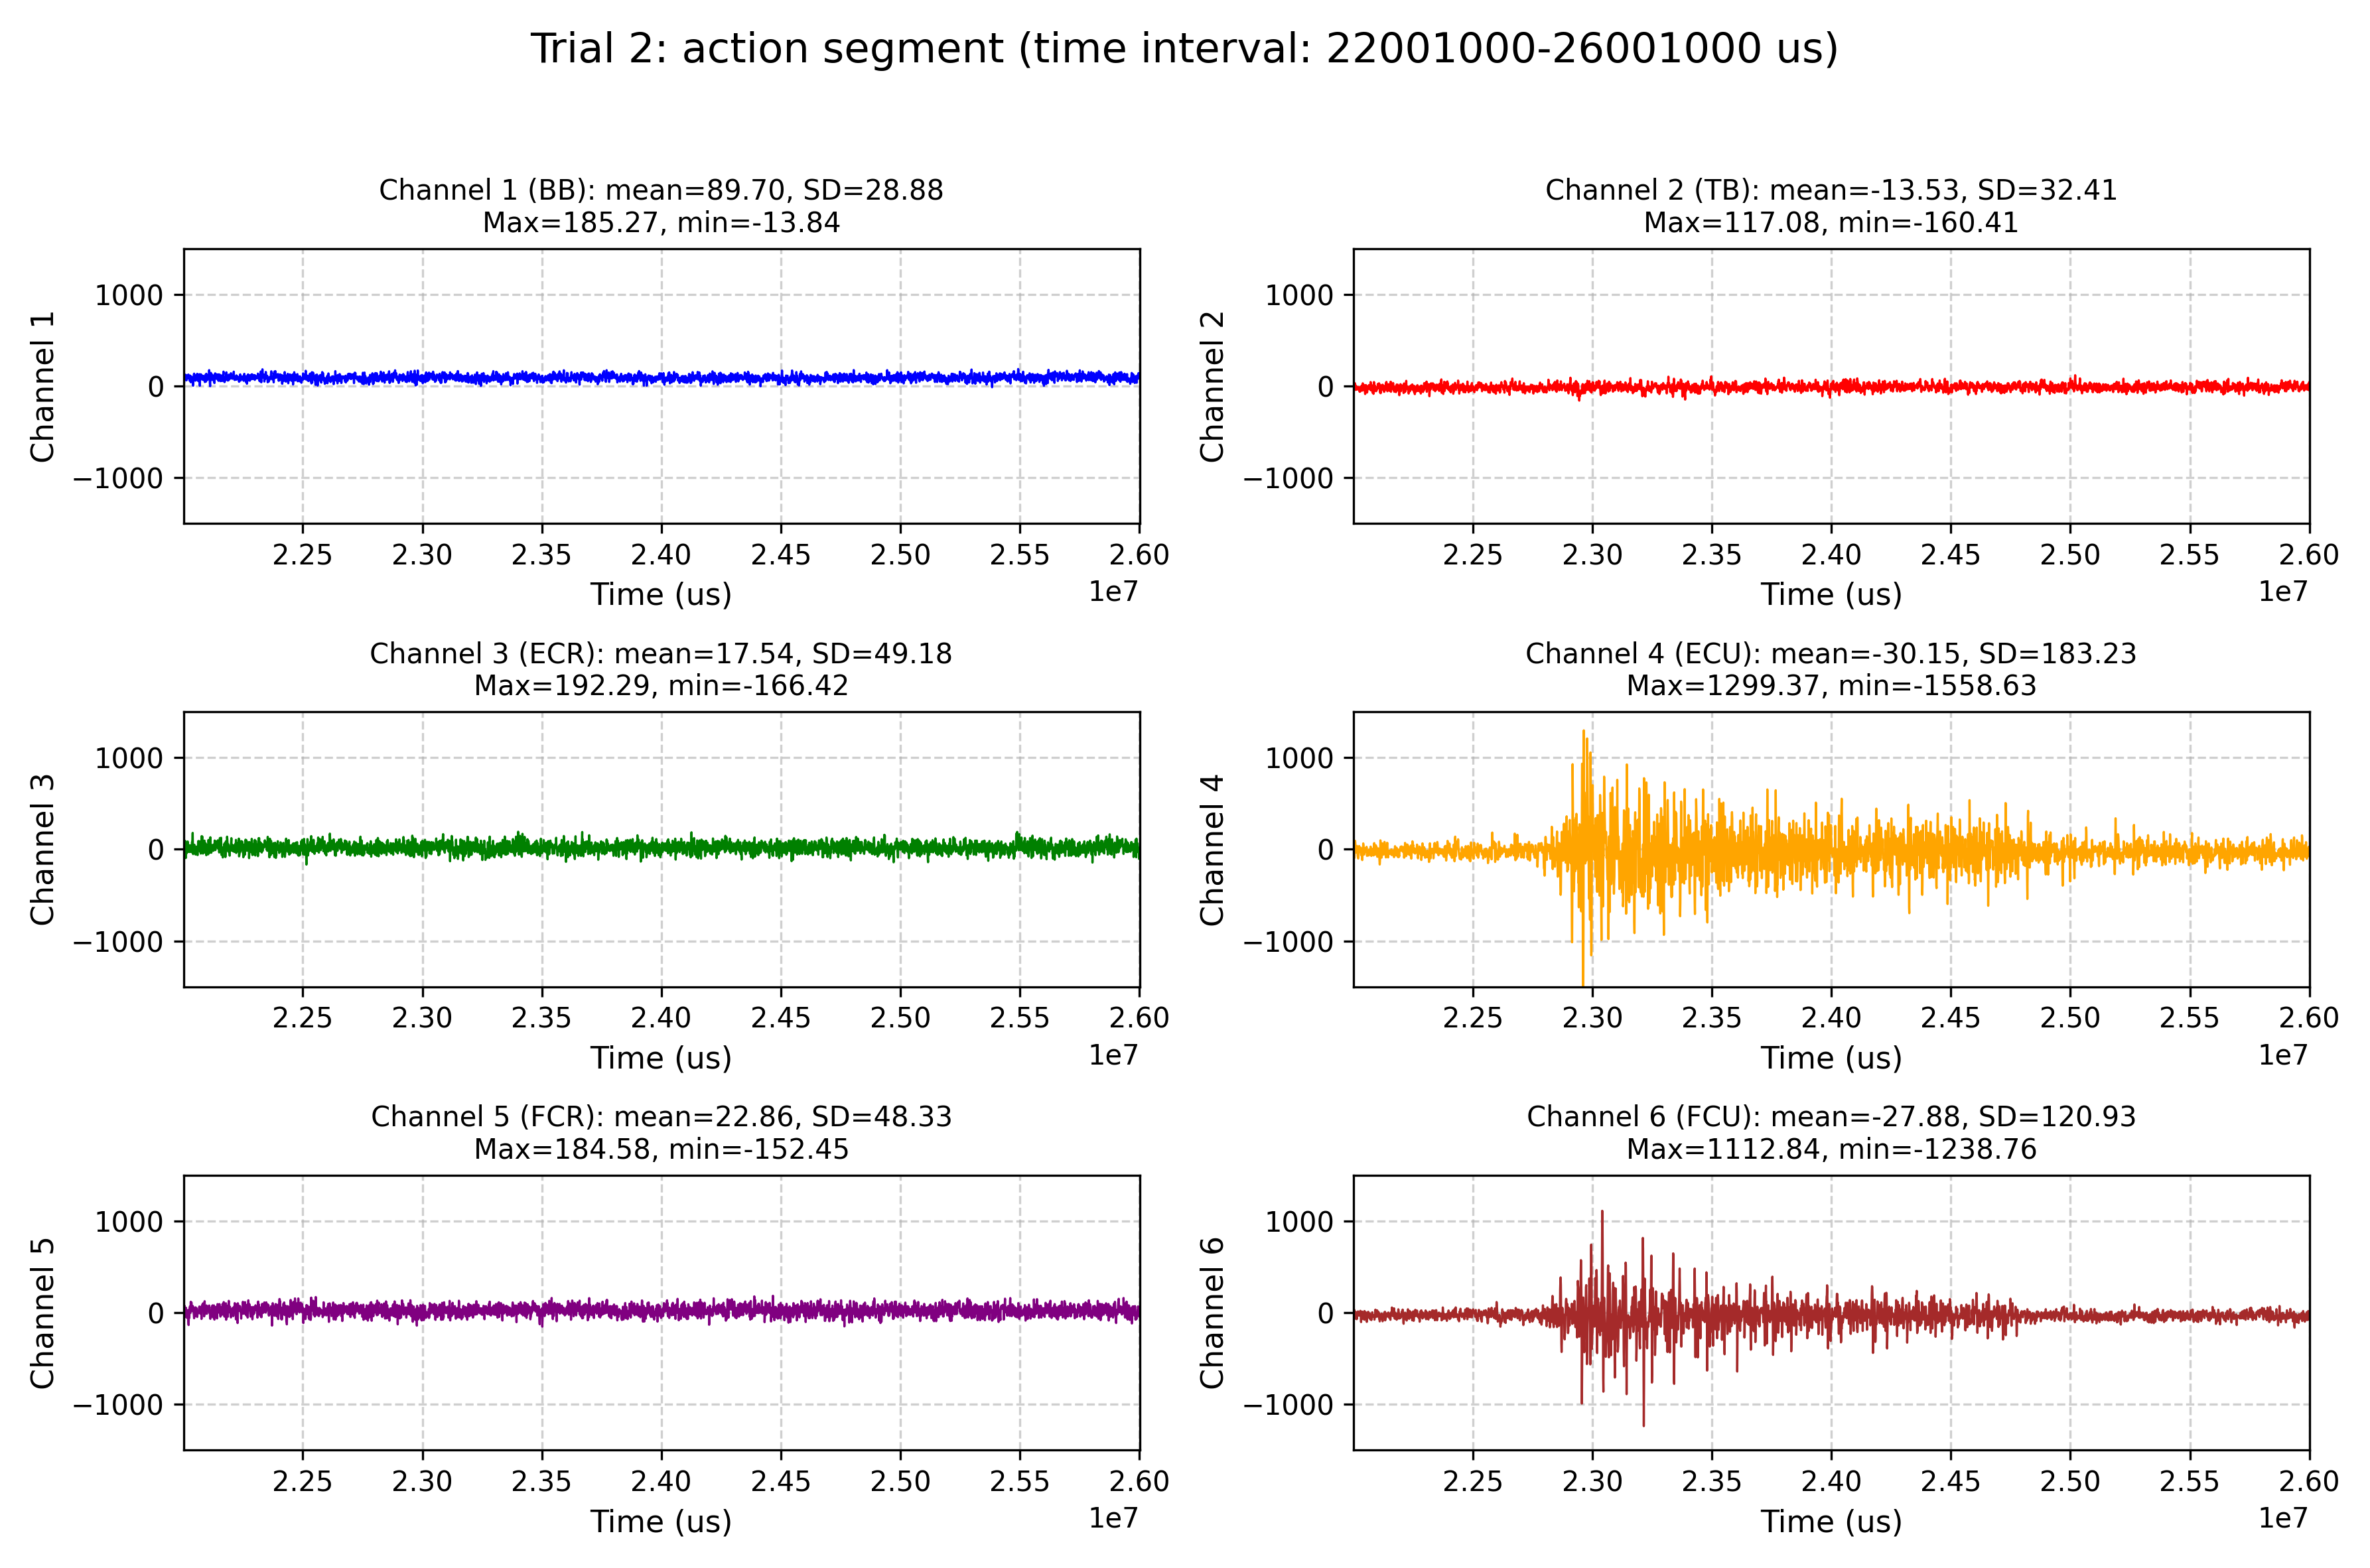 Trial 2: action segment (time interval: 22001000-26001000 us)
Channel 1 (BB): mean=89.70, SD=28.88
Max=185.27, min=-13.84
Channel 1
1000
0
−1000
2.25 2.30 2.35 2.40 2.45 2.50 2.55 2.60
Time (us)
1e7
Channel 2 (TB): mean=-13.53, SD=32.41
Max=117.08, min=-160.41
Channel 2
1000
0
−1000
2.25 2.30 2.35 2.40 2.45 2.50 2.55 2.60
Time (us)
1e7
Channel 3 (ECR): mean=17.54, SD=49.18
Max=192.29, min=-166.42
Channel 3
1000
0
−1000
2.25 2.30 2.35 2.40 2.45 2.50 2.55 2.60
Time (us)
1e7
Channel 4 (ECU): mean=-30.15, SD=183.23
Max=1299.37, min=-1558.63
Channel 4
1000
0
−1000
2.25 2.30 2.35 2.40 2.45 2.50 2.55 2.60
Time (us)
1e7
Channel 5 (FCR): mean=22.86, SD=48.33
Max=184.58, min=-152.45
Channel 5
1000
0
−1000
2.25 2.30 2.35 2.40 2.45 2.50 2.55 2.60
Time (us)
1e7
Channel 6 (FCU): mean=-27.88, SD=120.93
Max=1112.84, min=-1238.76
Channel 6
1000
0
−1000
2.25 2.30 2.35 2.40 2.45 2.50 2.55 2.60
Time (us)
1e7